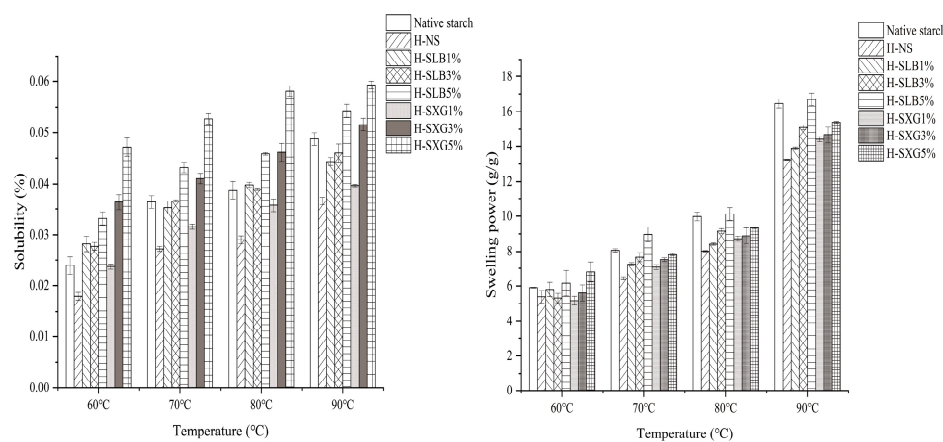 Native starch
H-NS
H-SLB1%
H-SLB3%
H-SLB5%
H-SXG1%
H-SXG3%
H-SXG5%
0.06
0.05
0.04
0.03
0.02
0.01
0.00
Solubility (%)
60℃ 70℃ 80℃ 90℃
Temperature (℃)
Native starcl
II-NS
H-SLB1%
H-SLB3%
H-SLB5%
H-SXG1%
H-SXG3%
H-SXG5%
18
16
14
12
10
8
6
4
2
0
Swelling power (g/g)
60℃ 70℃ 80℃ 90℃
Temperature (℃)